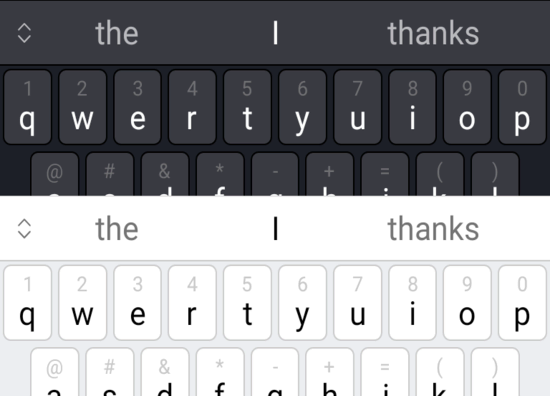 the I thanks
1 2 3 4 5 6 7 8 9 0
q w e r t y u i o p
@ # & * - + = ( )
a s d f g h j k l
the I thanks
1 2 3 4 5 6 7 8 9 0
q w e r t y u i o p
@ # & * - + = ( )
a s d f g h j k l